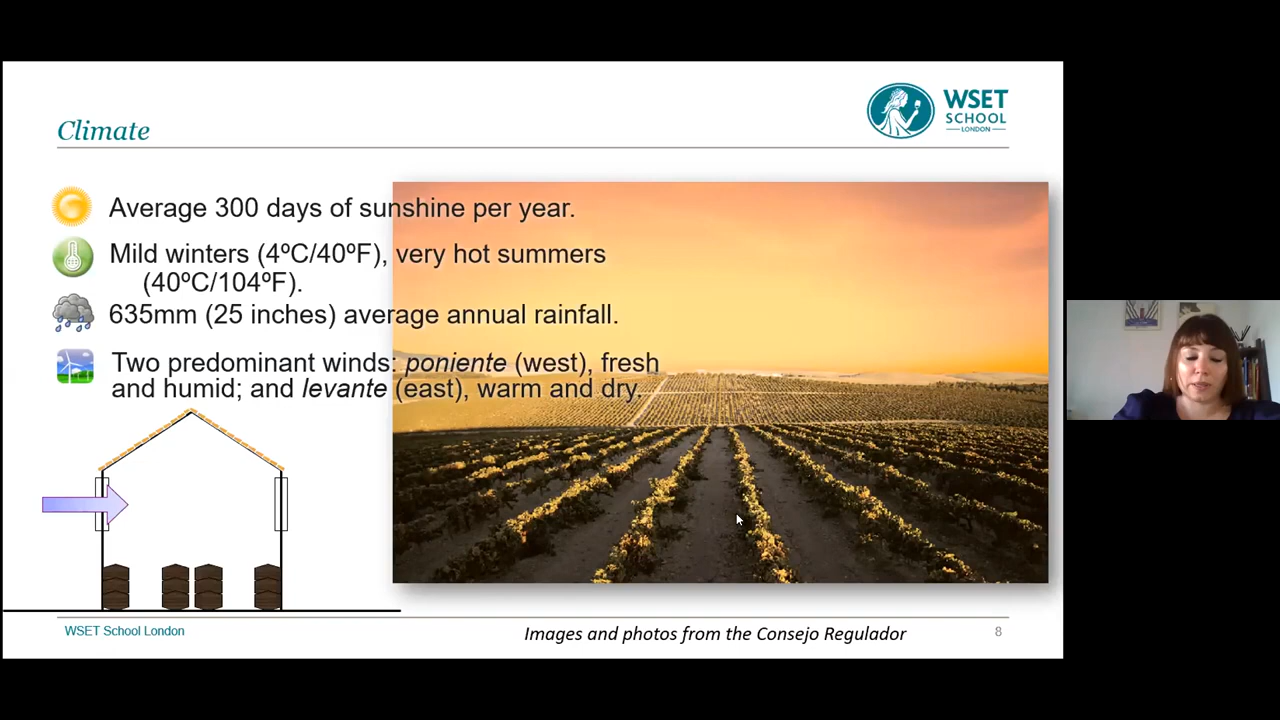 Climate
WSET
SCHOOL
LONDON
Average 300 days of sunshine per year.
Mild winters (4ºC/40ºF), very hot summers
(40ºC/104ºF).
635mm (25 inches) average annual rainfall.
Two predominant winds: poniente (west), fresh
and humid; and levante (east), warm and dry.
WSET School London
Images and photos from the Consejo Regulador
8